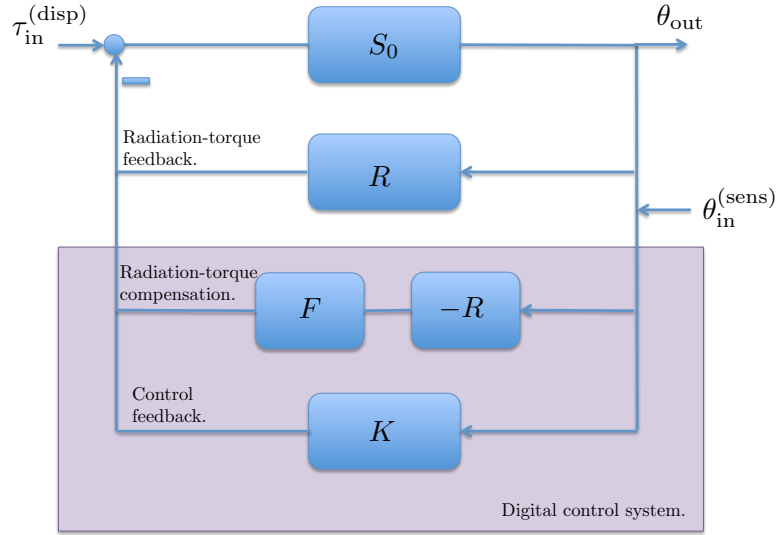 τ_in^(disp)
S_0
θ_out
Radiation-torque
feedback.
R
θ_in^(sens)
Radiation-torque
compensation.
F
−R
Control
feedback.
K
Digital control system.